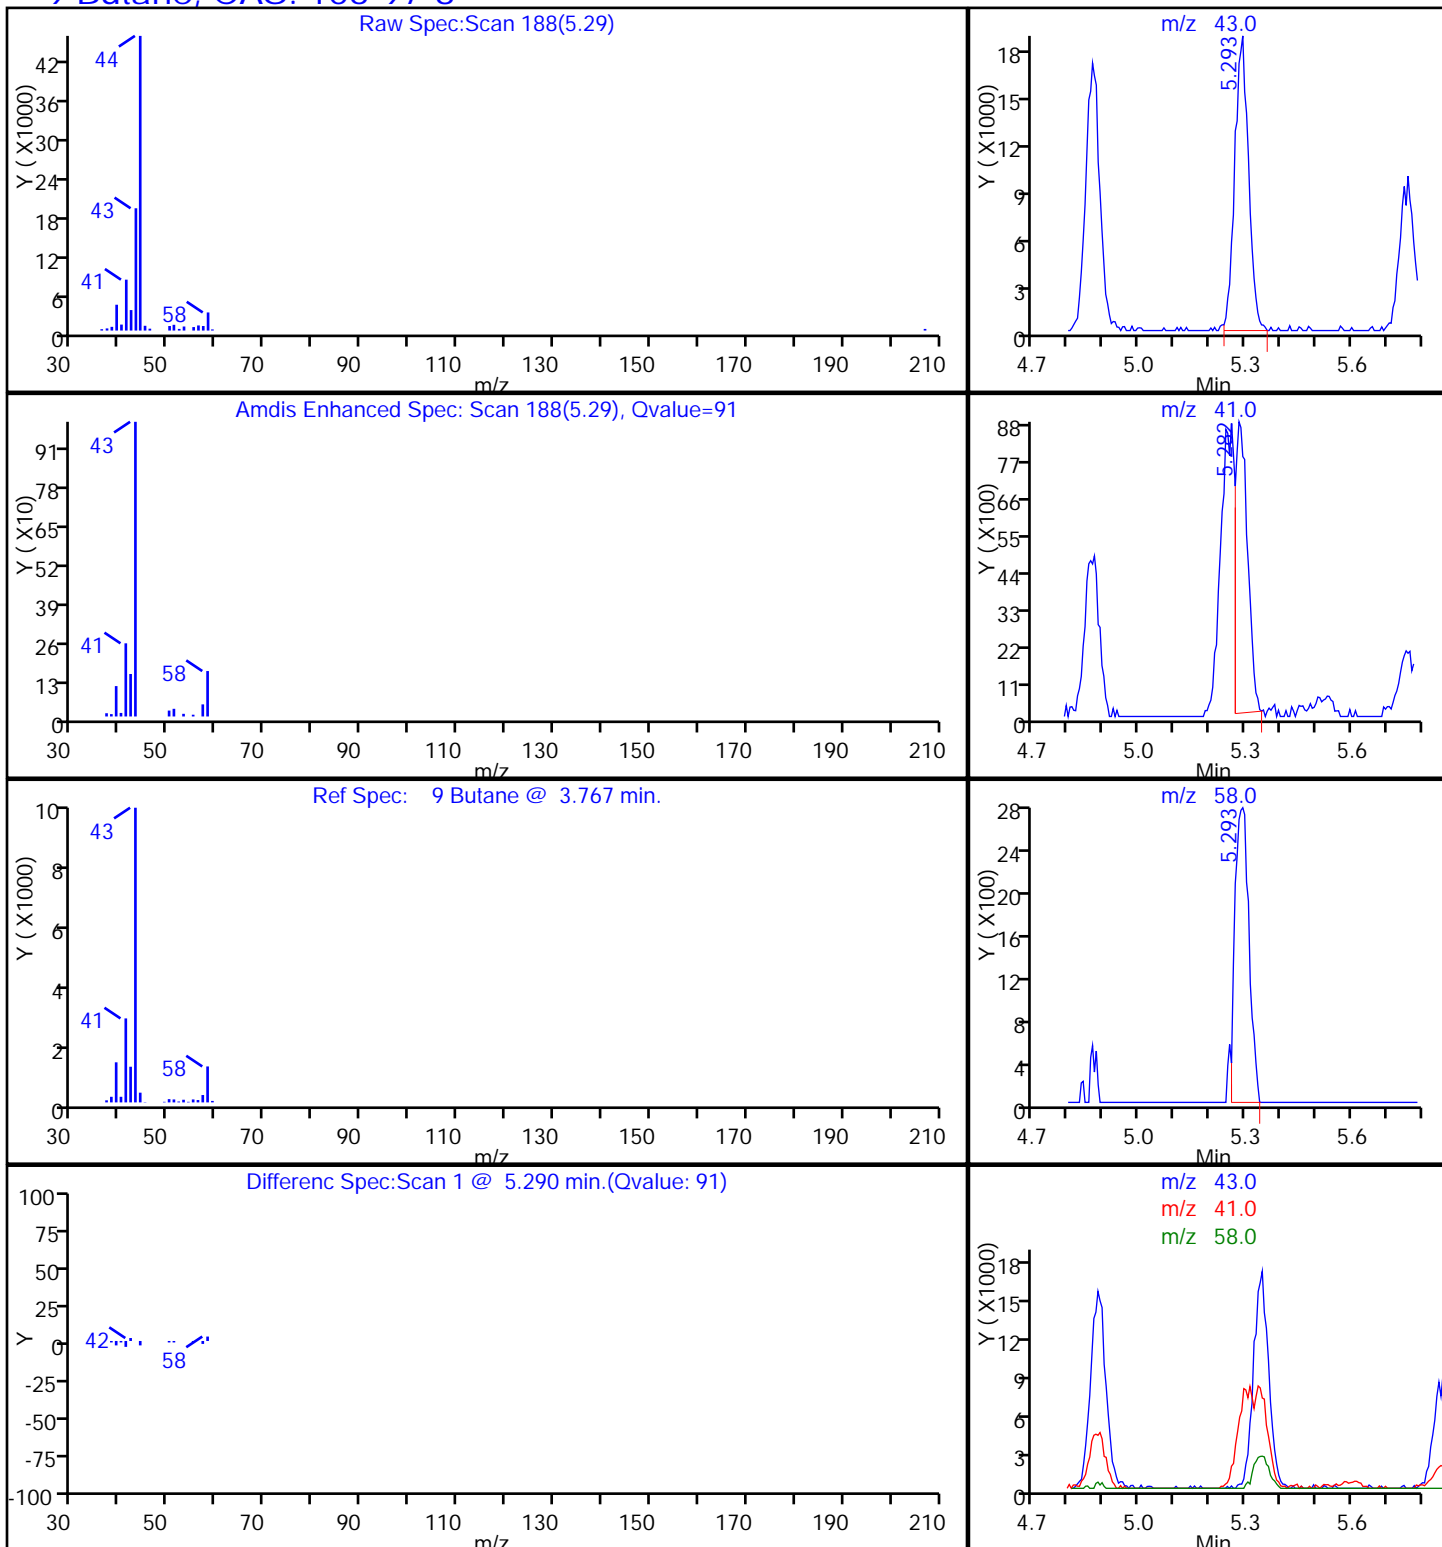 Raw Spec:Scan 188(5.29)
44
43
41
58
Y ( X1000)
42
36
30
24
18
12
6
0
30 50 70 90 110 130 150 170 190 210
m/z
m/z 43.0
5.293
Y ( X1000)
18
15
12
9
6
3
0
4.7 5.0 5.3 5.6
Min
Amdis Enhanced Spec: Scan 188(5.29), Qvalue=91
43
41
58
Y ( X10)
91
78
65
52
39
26
13
0
30 50 70 90 110 130 150 170 190 210
m/z
m/z 41.0
5.282
Y ( X100)
88
77
66
55
44
33
22
11
0
4.7 5.0 5.3 5.6
Min
Ref Spec: 9 Butane @ 3.767 min.
43
41
58
Y ( X1000)
10
8
6
4
2
0
30 50 70 90 110 130 150 170 190 210
m/z
m/z 58.0
5.293
Y ( X100)
28
24
20
16
12
8
4
0
4.7 5.0 5.3 5.6
Min
Differenc Spec:Scan 1 @ 5.290 min.(Qvalue: 91)
42
58
Y
100
75
50
25
0
-25
-50
-75
-100
30 50 70 90 110 130 150 170 190 210
m/z
m/z 43.0
m/z 41.0
m/z 58.0
Y ( X1000)
18
15
12
9
6
3
0
4.7 5.0 5.3 5.6
Min